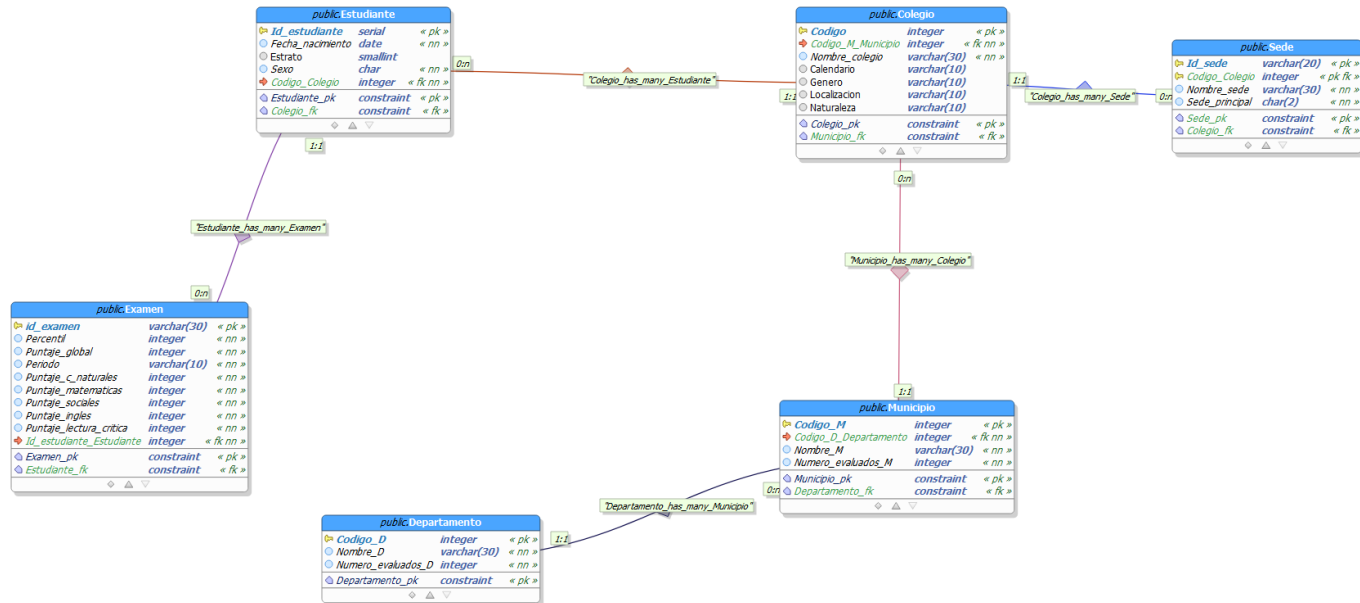 public.Estudiante
Id_estudiante serial « pk »
Fecha_nacimiento date « nn »
Estrato smallint
Sexo char « nn »
Codigo_Colegio integer « fk nn »
Estudiante_pk constraint « pk »
Colegio_fk constraint « fk »
0:n
1:1
"Colegio_has_many_Estudiante"
1:1
public.Colegio
Codigo integer « pk »
Codigo_M_Municipio integer « fk nn »
Nombre_colegio varchar(30) « nn »
Calendario varchar(10)
Genero varchar(10)
Localizacion varchar(10)
Naturaleza varchar(10)
Colegio_pk constraint « pk »
Municipio_fk constraint « fk »
1:1
"Colegio_has_many_Sede"
0:n
public.Sede
Id_sede varchar(20) « pk »
Codigo_Colegio integer « pk fk »
Nombre_sede varchar(30) « nn »
Sede_principal char(2) « nn »
Sede_pk constraint « pk »
Colegio_fk constraint « fk »
0:n
"Estudiante_has_many_Examen"
"Municipio_has_many_Colegio"
0:n
public.Examen
id_examen varchar(30) « pk »
Percentil integer « nn »
Puntaje_global integer « nn »
Periodo varchar(10) « nn »
Puntaje_c_naturales integer « nn »
Puntaje_matematicas integer « nn »
Puntaje_sociales integer « nn »
Puntaje_ingles integer « nn »
Puntaje_lectura_critica integer « nn »
Id_estudiante_Estudiante integer « fk nn »
Examen_pk constraint « pk »
Estudiante_fk constraint « fk »
1:1
public.Municipio
Codigo_M integer « pk »
Codigo_D_Departamento integer « fk nn »
Nombre_M varchar(30) « nn »
Numero_evaluados_M integer « nn »
Municipio_pk constraint « pk »
Departamento_fk constraint « fk »
0:n
"Departamento_has_many_Municipio"
1:1
public.Departamento
Codigo_D integer « pk »
Nombre_D varchar(30) « nn »
Numero_evaluados_D integer « nn »
Departamento_pk constraint « pk »